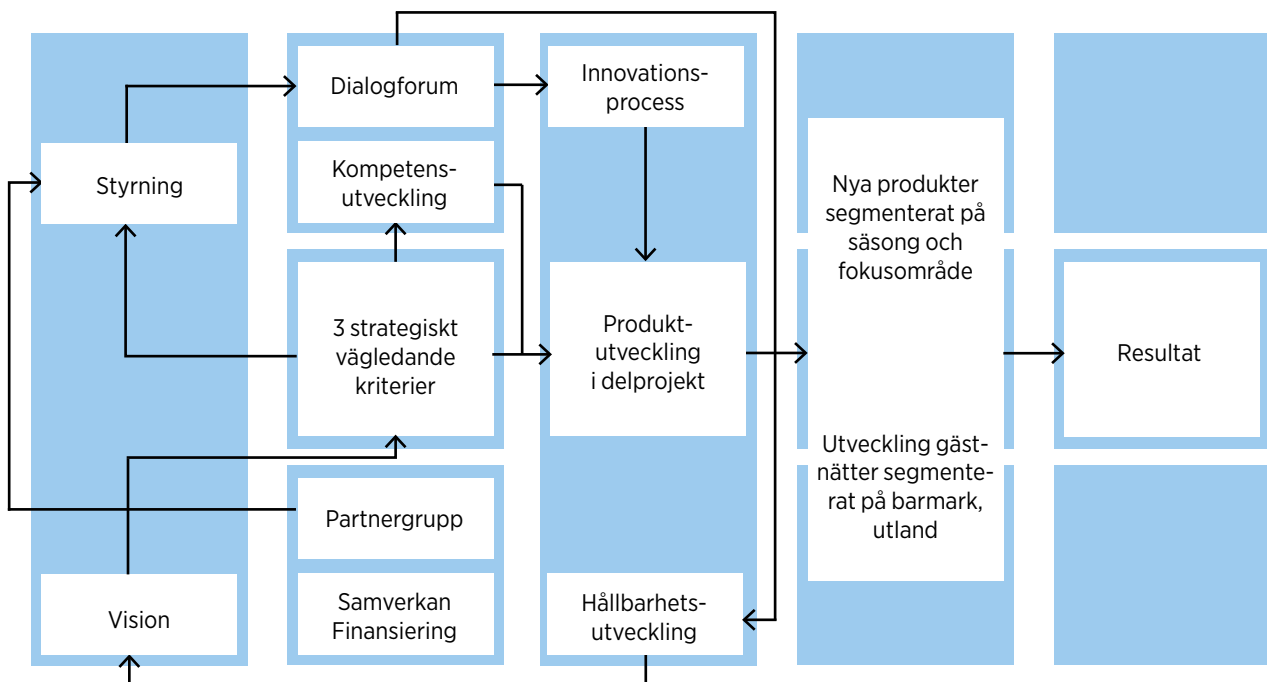 Styrning
Vision
Dialogforum
Kompetens-
utveckling
3 strategiskt
vägledande
kriterier
Partnergrupp
Samverkan
Finansiering
Innovations-
process
Produkt-
utveckling
i delprojekt
Hållbarhets-
utveckling
Nya produkter
segmenterat på
säsong och
fokusområde
Utveckling gäst-
nätter segmente-
rat på barmark,
utland
Resultat